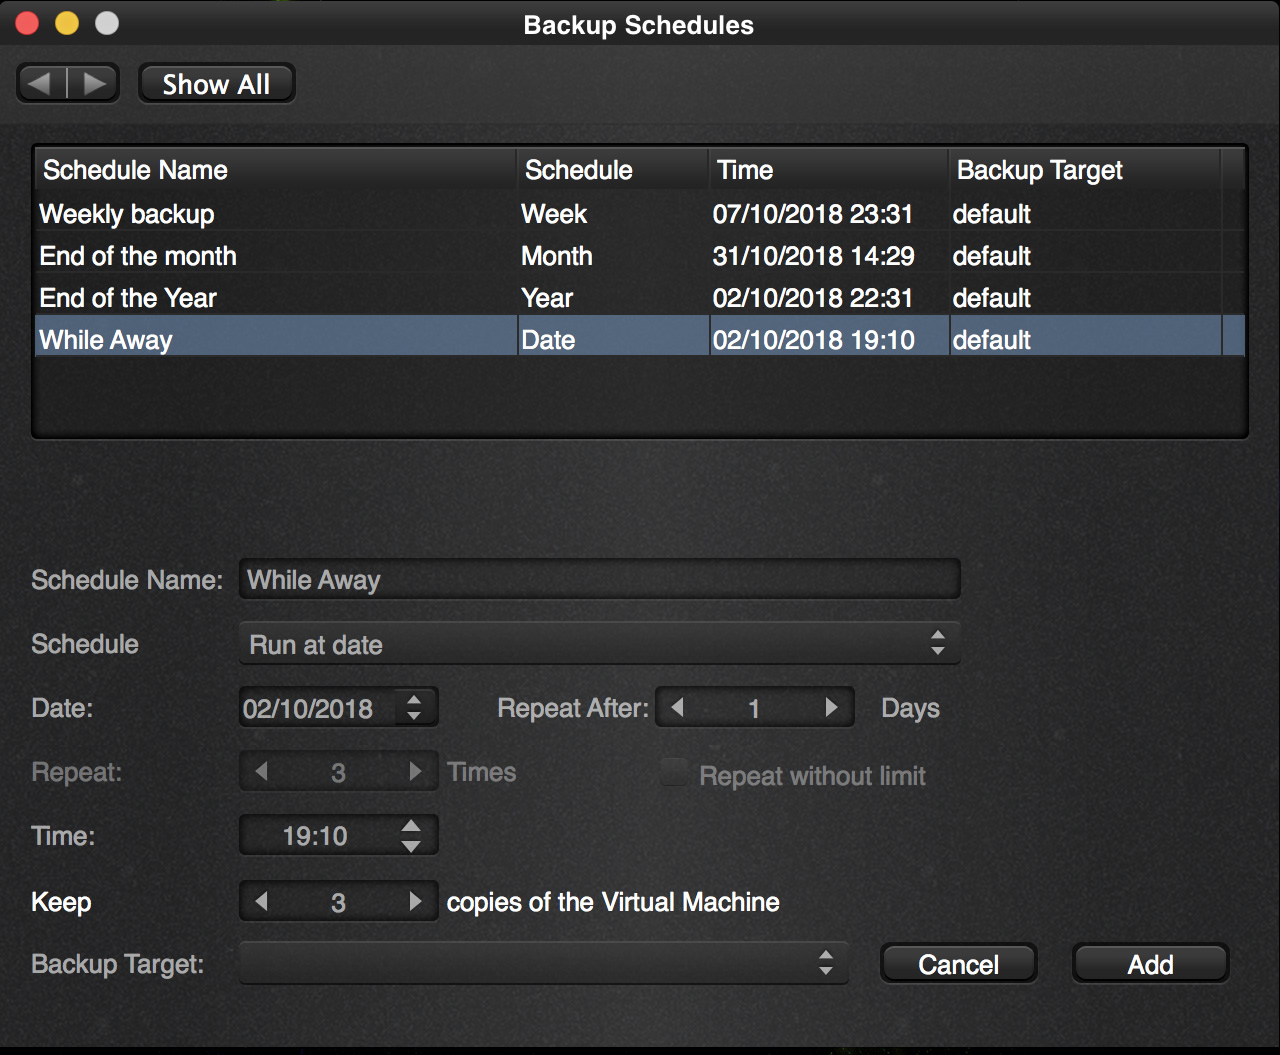 Backup Schedules
Show All
Schedule Name Schedule Time Backup Target
Weekly backup Week 07/10/2018 23:31 default
End of the month Month 31/10/2018 14:29 default
End of the Year Year 02/10/2018 22:31 default
While Away Date 02/10/2018 19:10 default
Schedule Name: While Away
Schedule Run at date
Date: 02/10/2018 Repeat After: 1 Days
Repeat: 3 Times Repeat without limit
Time: 19:10
Keep 3 copies of the Virtual Machine
Backup Target: Cancel Add